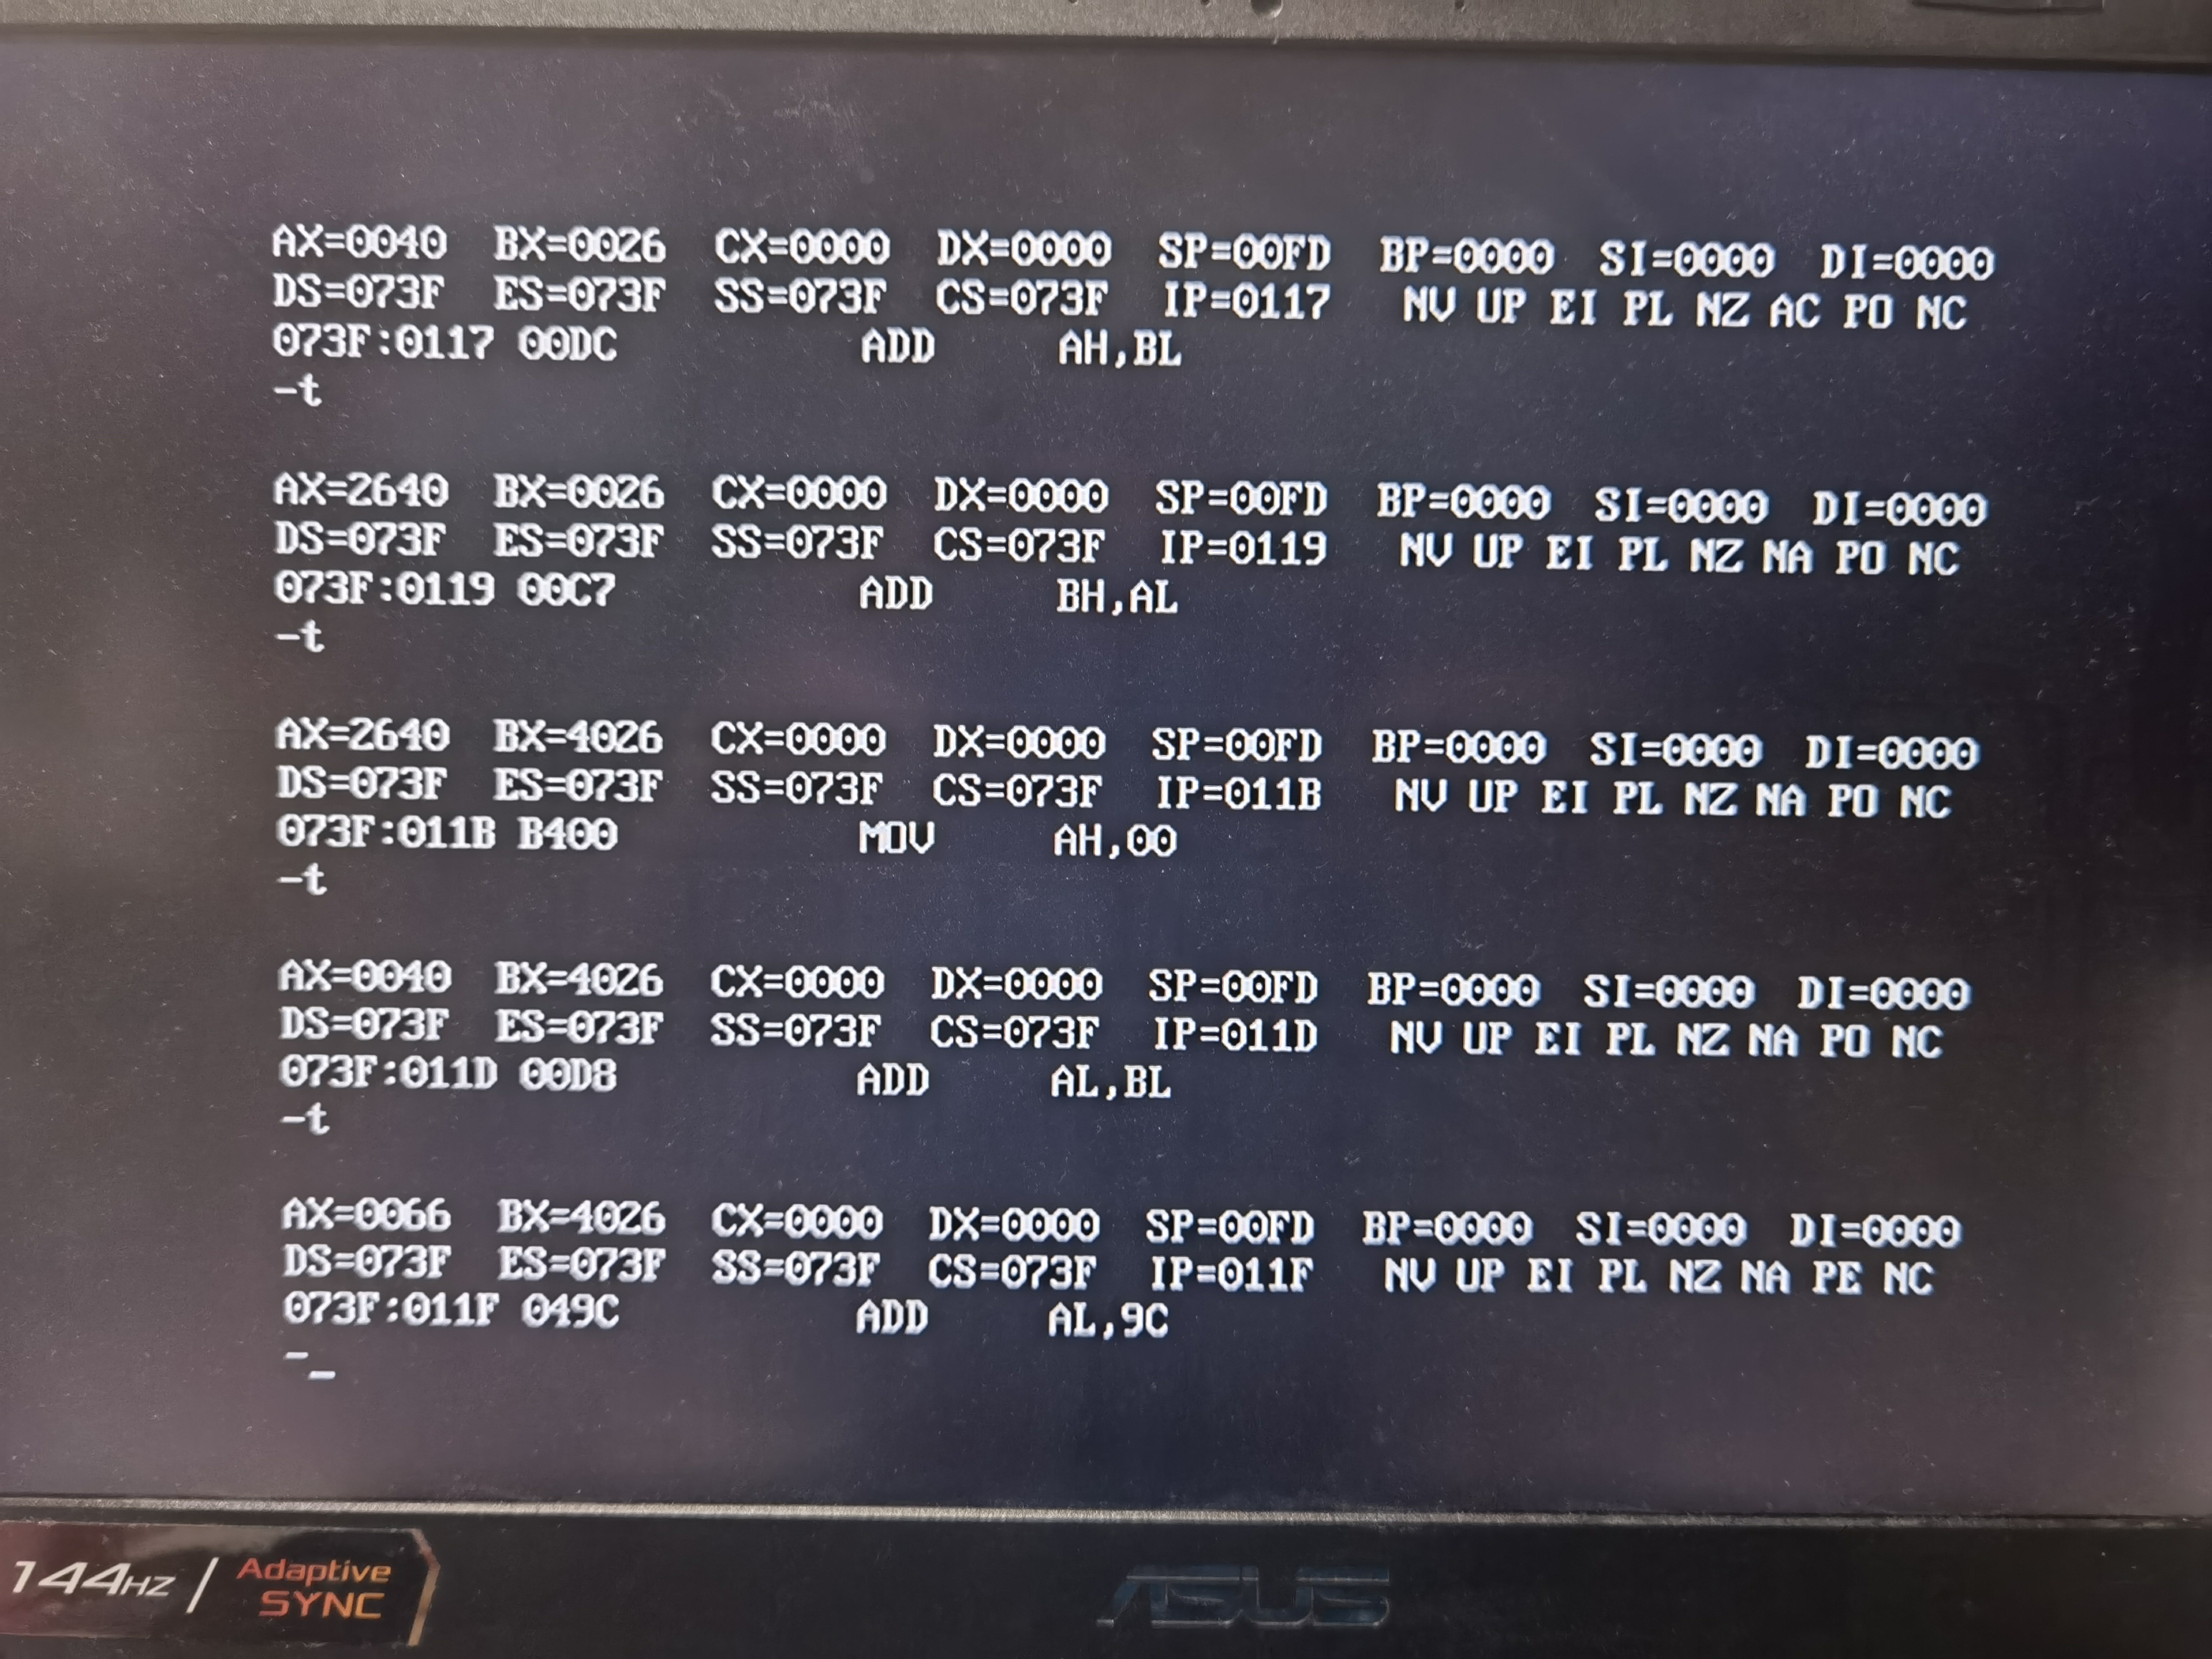 AX=0040 BX=0026 CX=0000 DX=0000 SP=00FD BP=0000 SI=0000 DI=0000
DS=073F ES=073F SS=073F CS=073F IP=0117 NV UP EI PL NZ AC PO NC
073F:0117 00DC ADD AH,BL
-t
AX=2640 BX=0026 CX=0000 DX=0000 SP=00FD BP=0000 SI=0000 DI=0000
DS=073F ES=073F SS=073F CS=073F IP=0119 NV UP EI PL NZ NA PO NC
073F:0119 00C7 ADD BH,AL
-t
AX=2640 BX=4026 CX=0000 DX=0000 SP=00FD BP=0000 SI=0000 DI=0000
DS=073F ES=073F SS=073F CS=073F IP=011B NV UP EI PL NZ NA PO NC
073F:011B B400 MOV AH,00
-t
AX=0040 BX=4026 CX=0000 DX=0000 SP=00FD BP=0000 SI=0000 DI=0000
DS=073F ES=073F SS=073F CS=073F IP=011D NV UP EI PL NZ NA PO NC
073F:011D 00D8 ADD AL,BL
-t
AX=0066 BX=4026 CX=0000 DX=0000 SP=00FD BP=0000 SI=0000 DI=0000
DS=073F ES=073F SS=073F CS=073F IP=011F NV UP EI PL NZ NA PE NC
073F:011F 049C ADD AL,9C
-_
144HZ / Adaptive
SYNC
ASUS